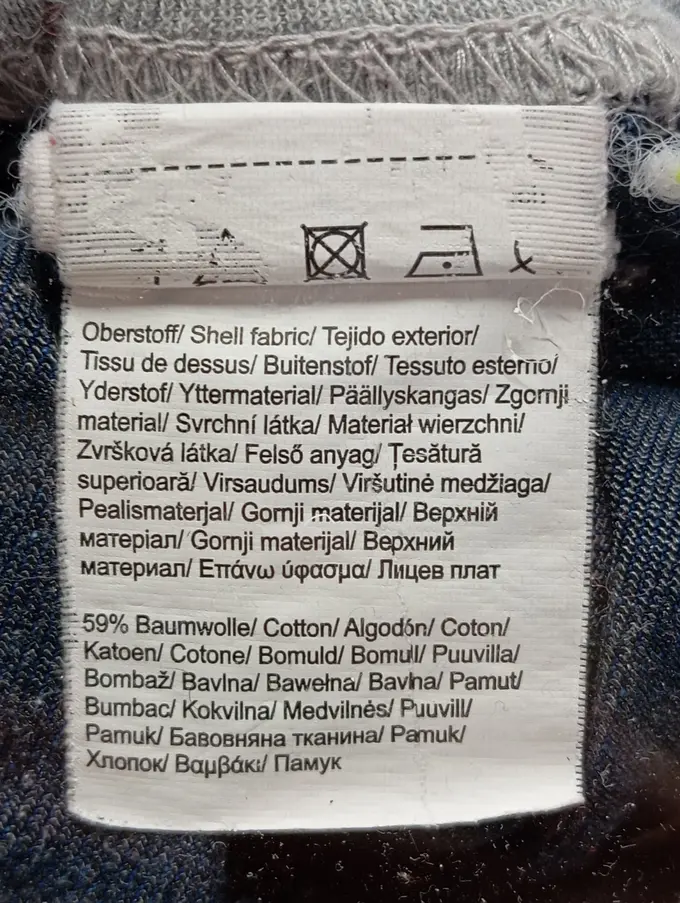 Oberstoff/ Shell fabric/ Tejido exterior/
Tissu de dessus/ Buitenstof/ Tessuto esterno/
Yderstof/ Yttermaterial/ Päällyskangas/ Zgornji
material/ Svrchní látka/ Materiał wierzchni/
Zvršková látka/ Felső anyag/ Țesătură
superioară/ Virsaudums/ Viršutinė medžiaga/
Pealismaterjal/ Gornji materijal/ Верхній
матеріал/ Gornji materijal/ Верхний
материал/ Επάνω ύφασμα/ Лицев плат
59% Baumwolle/ Cotton/ Algodón/ Coton/
Katoen/ Cotone/ Bomuld/ Bomull/ Puuvilla/
Bombaž/ Bavlna/ Bawełna/ Bavlna/ Pamut/
Bumbac/ Kokvilna/ Medvilnės/ Puuvill/
Pamuk/ Бавовняна тканина/ Pamuk/
Хлопок/ Βαμβάκι/ Памук